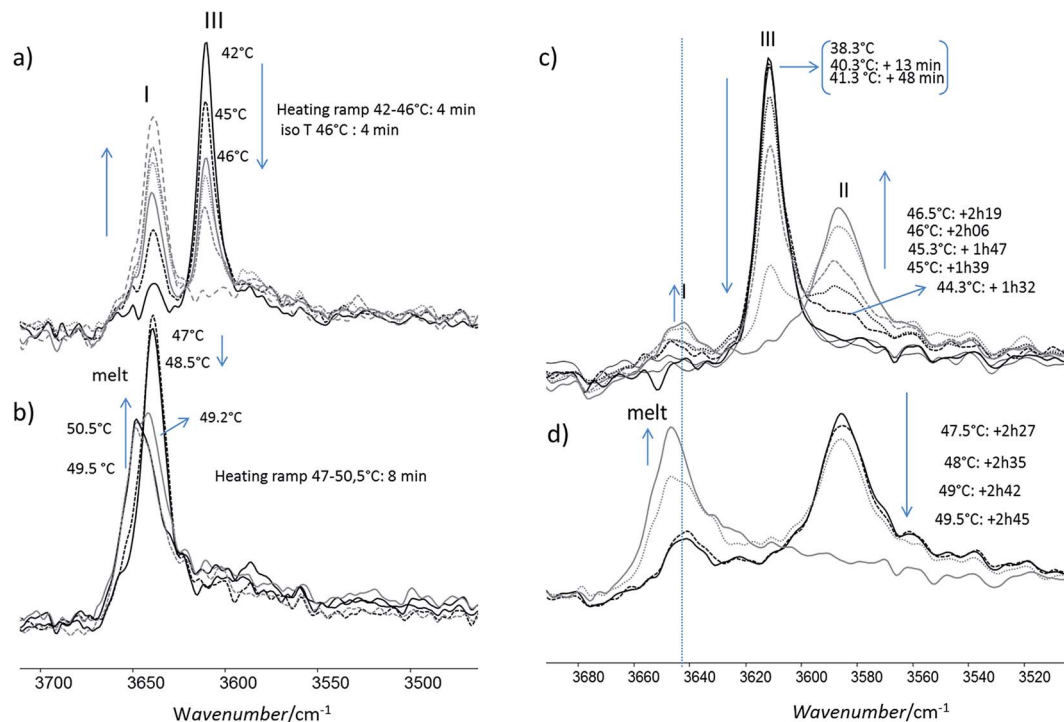 a)
I
III
42°C
45°C
46°C
Heating ramp 42-46°C: 4 min
iso T 46°C : 4 min
b)
melt
47°C
48.5°C
49.2°C
50.5°C
49.5 °C
Heating ramp 47-50,5°C: 8 min
3700
3650
3600
3550
3500
Wavenumber/cm-1
c)
III
38.3°C
40.3°C: + 13 min
41.3 °C: + 48 min
I
II
46.5°C: +2h19
46°C: +2h06
45.3°C: + 1h47
45°C: +1h39
44.3°C: + 1h32
d)
melt
47.5°C: +2h27
48°C: +2h35
49°C: +2h42
49.5°C: +2h45
3680
3660
3640
3620
3600
3580
3560
3540
3520
Wavenumber/cm-1